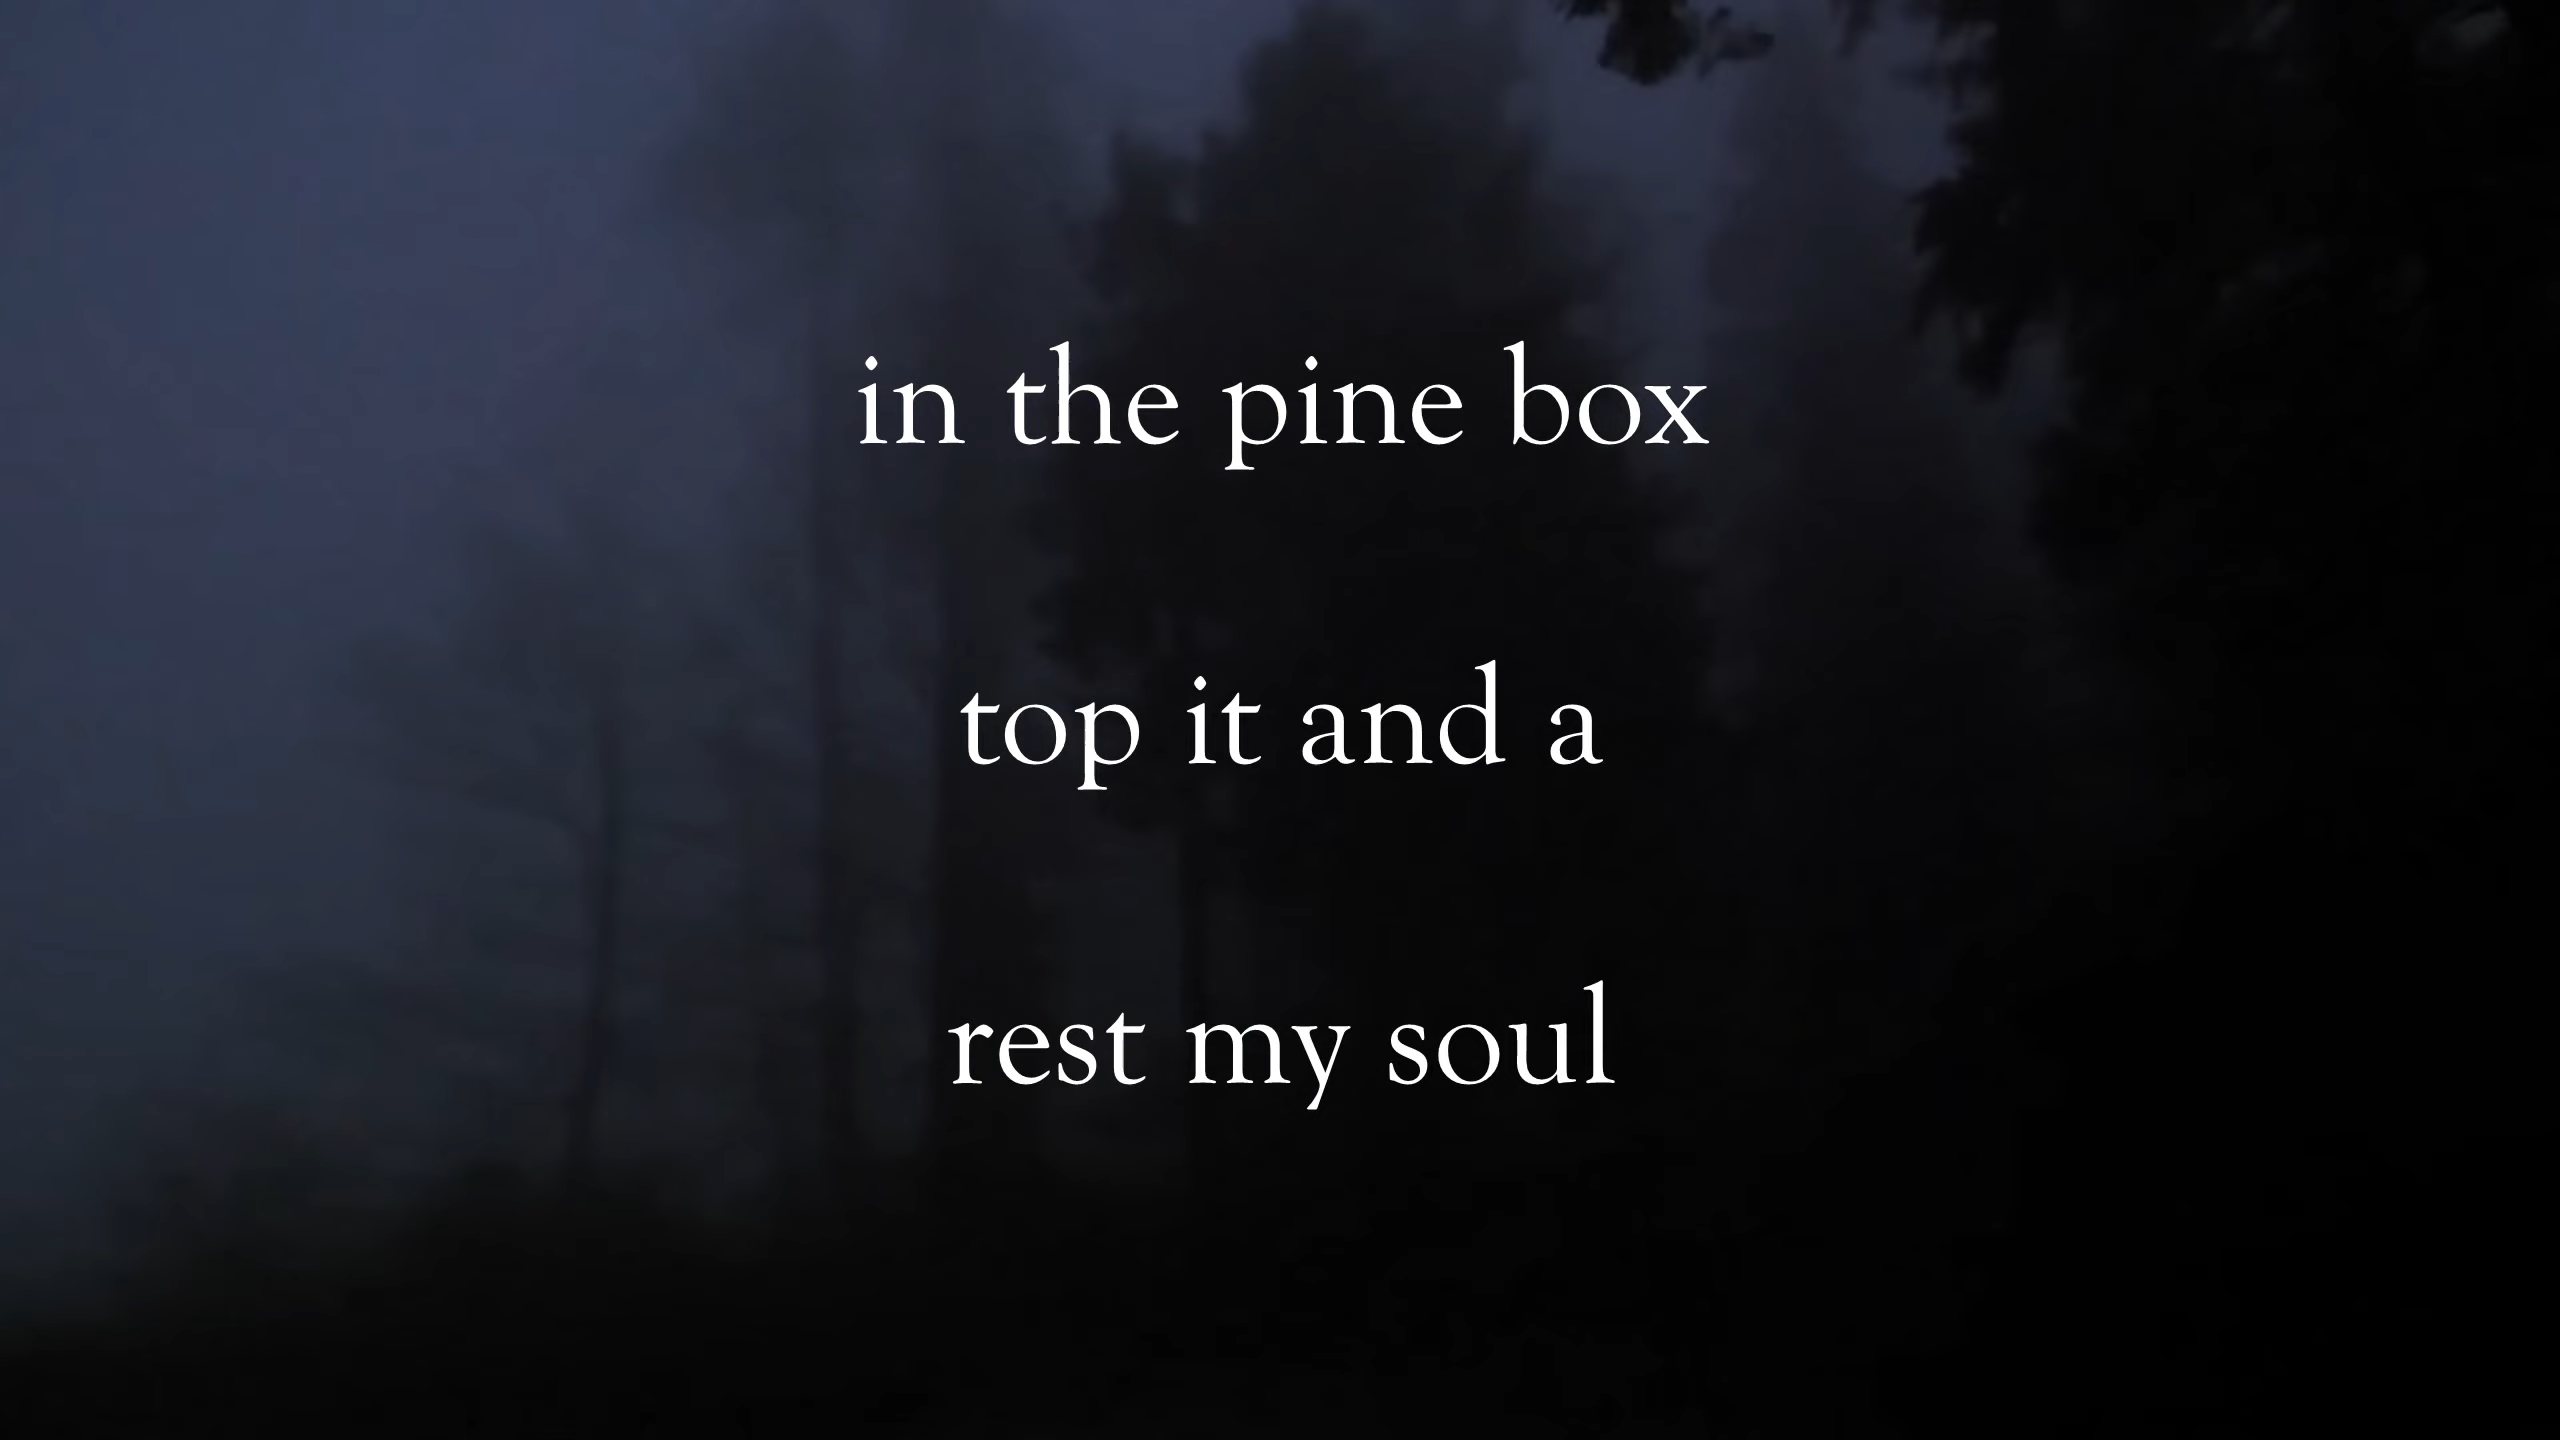 in the pine box
top it and a
rest my soul